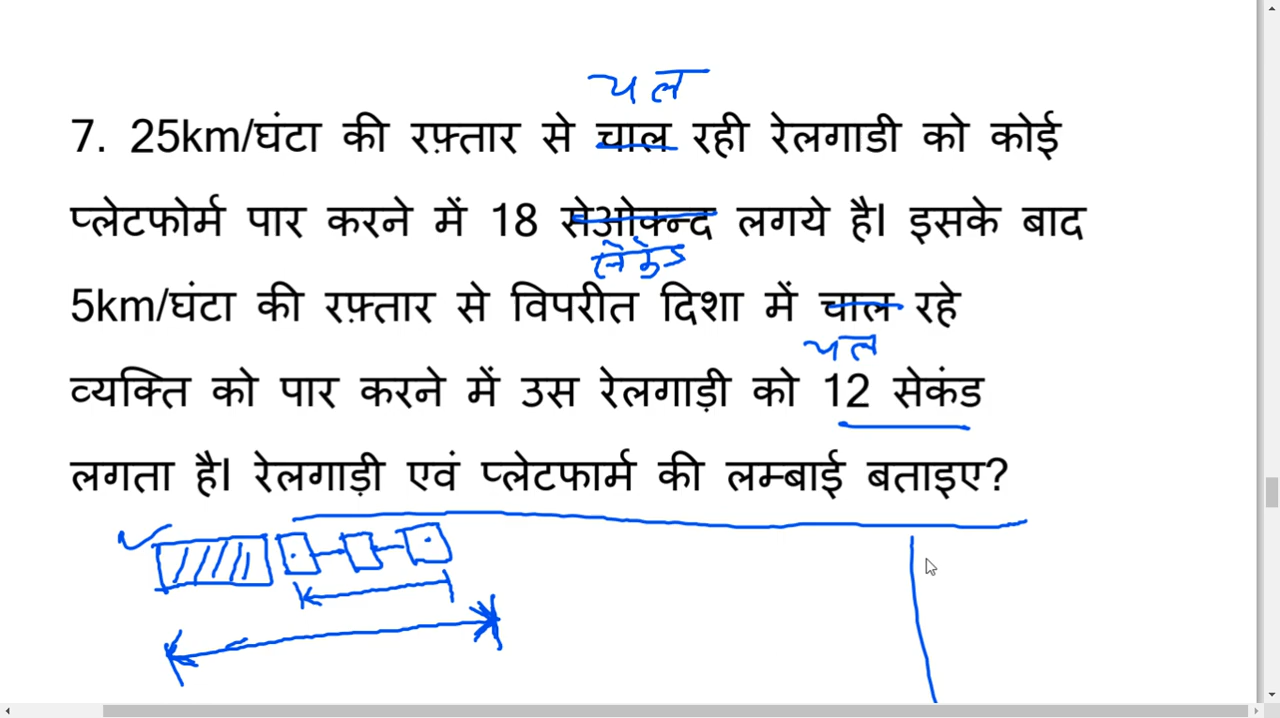 चल
7. 25km/घंटा की रफ़्तार से चाल रही रेलगाडी को कोई
प्लेटफोर्म पार करने में 18 सेओक्न्द लगये है। इसके बाद
सेकेंड
5km/घंटा की रफ़्तार से विपरीत दिशा में चाल रहे
चल
व्यक्ति को पार करने में उस रेलगाड़ी को 12 सेकंड
लगता है। रेलगाड़ी एवं प्लेटफार्म की लम्बाई बताइए?